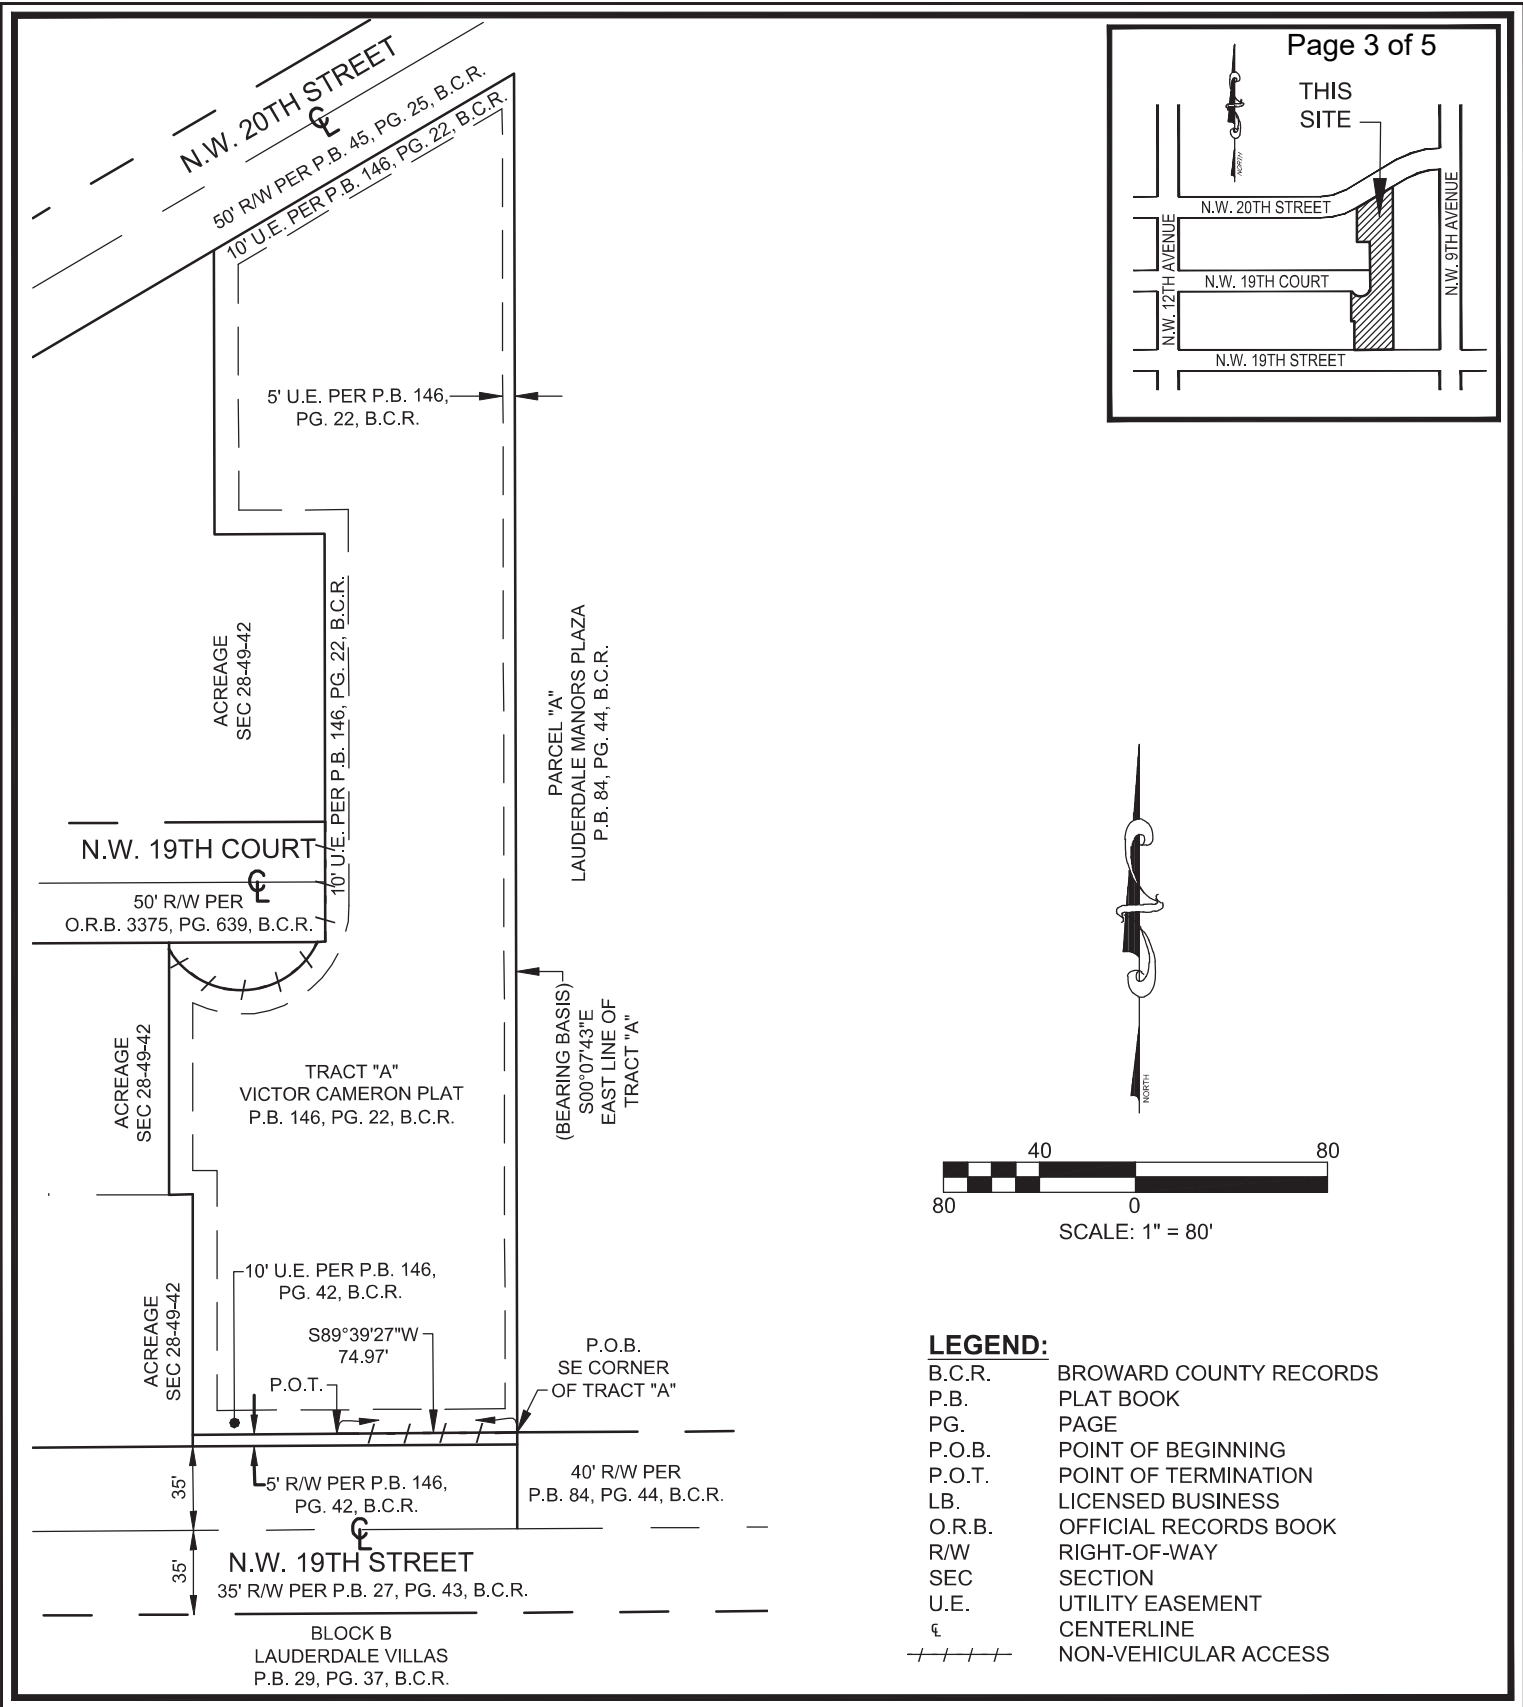 Page 3 of 5
THIS
SITE
NORTH
N.W. 20TH STREET
N.W. 19TH COURT
N.W. 19TH STREET
N.W. 12TH AVENUE
N.W. 9TH AVENUE
N.W. 20TH STREET
℄
50' R/W PER P.B. 45, PG. 25, B.C.R.
10' U.E. PER P.B. 146, PG. 22, B.C.R.
5' U.E. PER P.B. 146,
PG. 22, B.C.R.
ACREAGE
SEC 28-49-42
10' U.E. PER P.B. 146, PG. 22, B.C.R.
PARCEL "A"
LAUDERDALE MANORS PLAZA
P.B. 84, PG. 44, B.C.R.
N.W. 19TH COURT
℄
50' R/W PER
O.R.B. 3375, PG. 639, B.C.R.
(BEARING BASIS)
S00°07'43"E
EAST LINE OF
TRACT "A"
ACREAGE
SEC 28-49-42
TRACT "A"
VICTOR CAMERON PLAT
P.B. 146, PG. 22, B.C.R.
NORTH
40 80
80 0
SCALE: 1" = 80'
10' U.E. PER P.B. 146,
PG. 42, B.C.R.
ACREAGE
SEC 28-49-42
S89°39'27"W
74.97'
P.O.T.
P.O.B.
SE CORNER
OF TRACT "A"
35'
5' R/W PER P.B. 146,
PG. 42, B.C.R.
40' R/W PER
P.B. 84, PG. 44, B.C.R.
℄
35'
N.W. 19TH STREET
35' R/W PER P.B. 27, PG. 43, B.C.R.
BLOCK B
LAUDERDALE VILLAS
P.B. 29, PG. 37, B.C.R.
LEGEND:
B.C.R. BROWARD COUNTY RECORDS
P.B. PLAT BOOK
PG. PAGE
P.O.B. POINT OF BEGINNING
P.O.T. POINT OF TERMINATION
LB. LICENSED BUSINESS
O.R.B. OFFICIAL RECORDS BOOK
R/W RIGHT-OF-WAY
SEC SECTION
U.E. UTILITY EASEMENT
℄ CENTERLINE
NON-VEHICULAR ACCESS